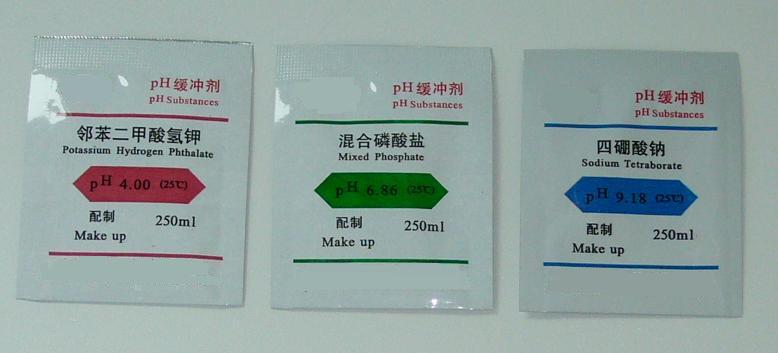 pH缓冲剂
pH Substances
邻苯二甲酸氢钾
Potassium Hydrogen Phthalate
pH 4.00 (25℃)
配制 250ml
Make up
pH缓冲剂
pH Substances
混合磷酸盐
Mixed Phosphate
pH 6.86 (25℃)
配制 250ml
Make up
pH缓冲剂
pH Substances
四硼酸钠
Sodium Tetraborate
pH 9.18 (25℃)
配制 250ml
Make up